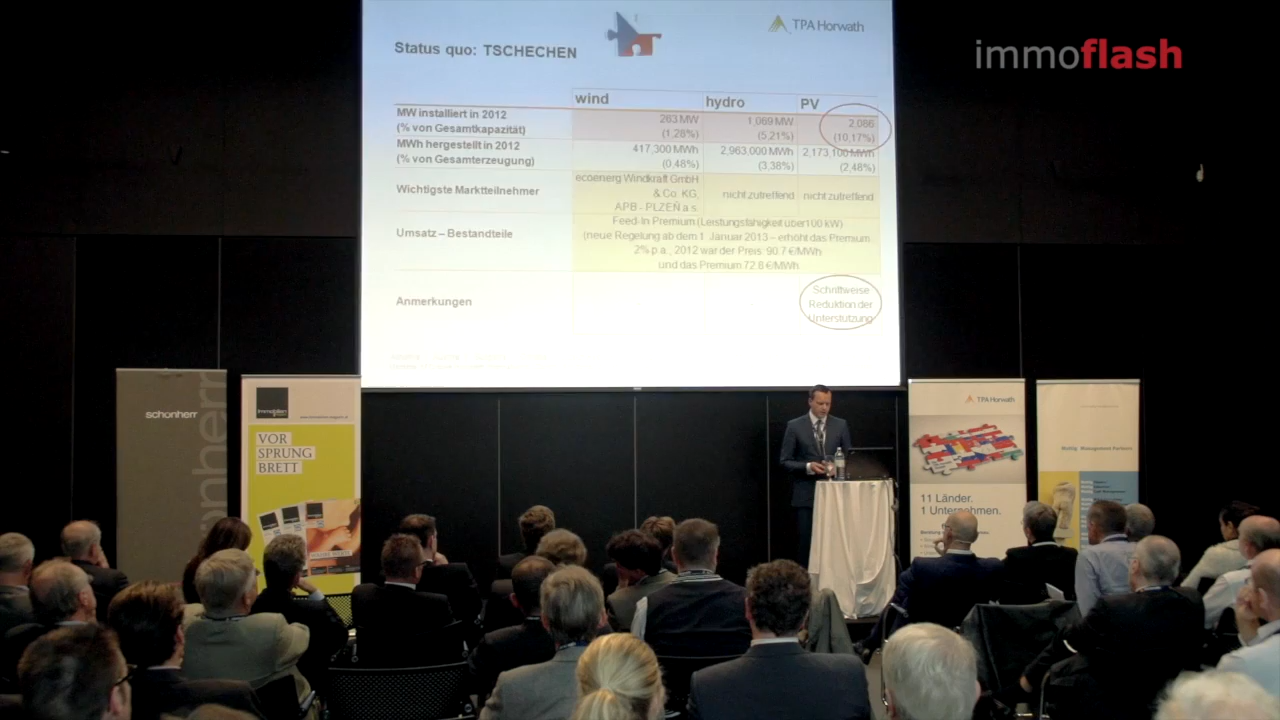 TPA Horwath
immoflash
Status quo: TSCHECHEN
wind hydro PV
MW installiert in 2012
(% von Gesamtkapazität)
263 MW
(1,28%)
1,069 MW
(5,21%)
2,086
(10,17%)
MWh hergestellt in 2012
(% von Gesamterzeugung)
417,300 MWh
(0,48%)
2,963,000 MWh
(3,38%)
2,173,100 MWh
(2,48%)
Wichtigste Marktteilnehmer
ecoenerg Windkraft GmbH
& Co. KG,
APB - PLZEŇ a.s.
nicht zutreffend
nicht zutreffend
Umsatz – Bestandteile
Feed-In Premium (Leistungsfähigkeit über100 kW)
(neue Regelung ab dem 1. Januar 2013 – erhöht das Premium
2% p.a., 2012 war der Preis: 90.7 €/MWh
und das Premium 72.8 €/MWh
Anmerkungen
Schrittweise
Reduktion der
Unterstützung
schonherr
immobilien
VOR
SPRUNG
BRETT
TPA Horwath
11 Länder.
1 Unternehmen.
Management Partners